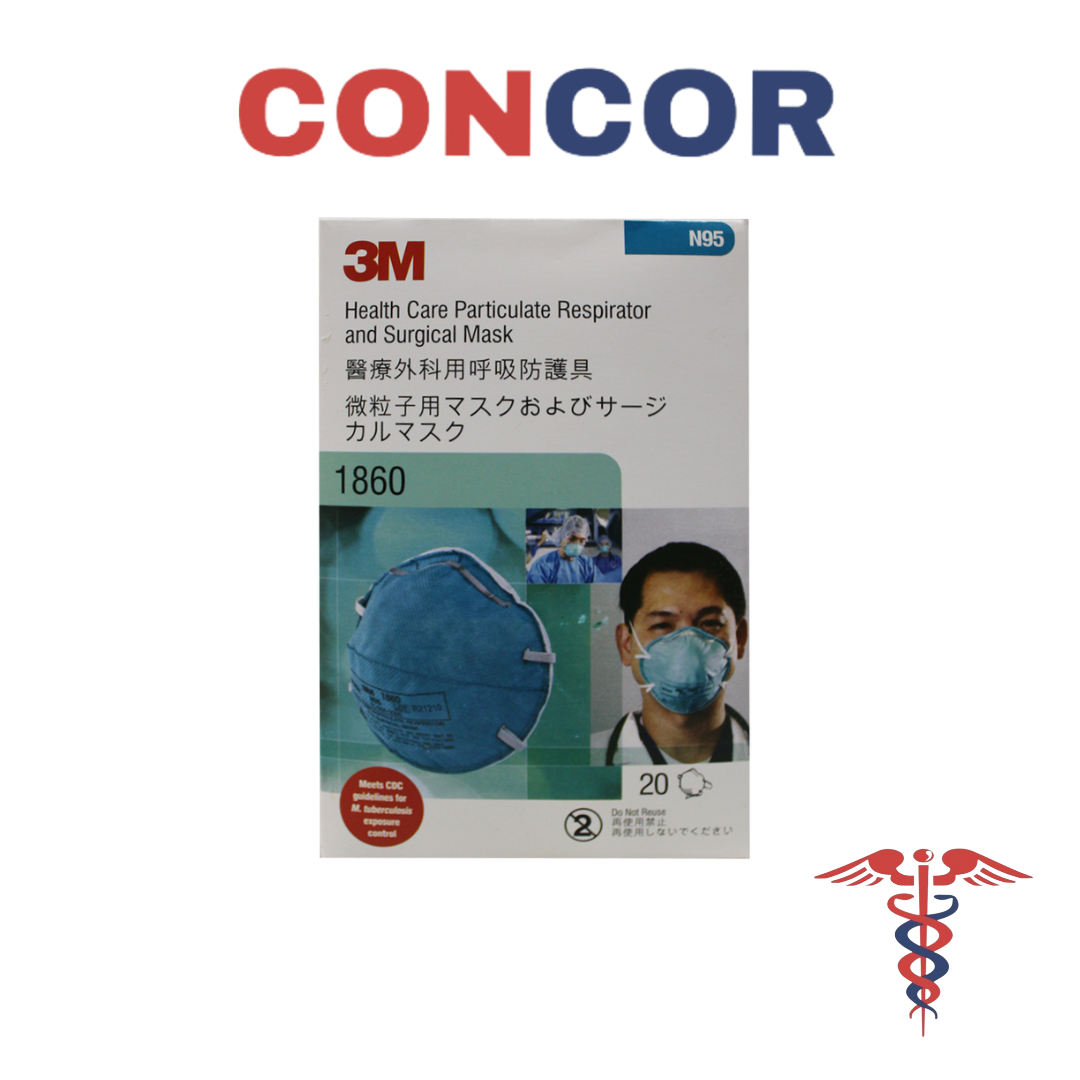 CONCOR
3M
N95
Health Care Particulate Respirator
and Surgical Mask
醫療外科用呼吸防護具
微粒子用マスクおよびサージ
カルマスク
1860
1860
Meets CDC
guidelines for
M. tuberculosis
exposure
control
20
2
Do Not Reuse
再使用禁止
再使用しないでください